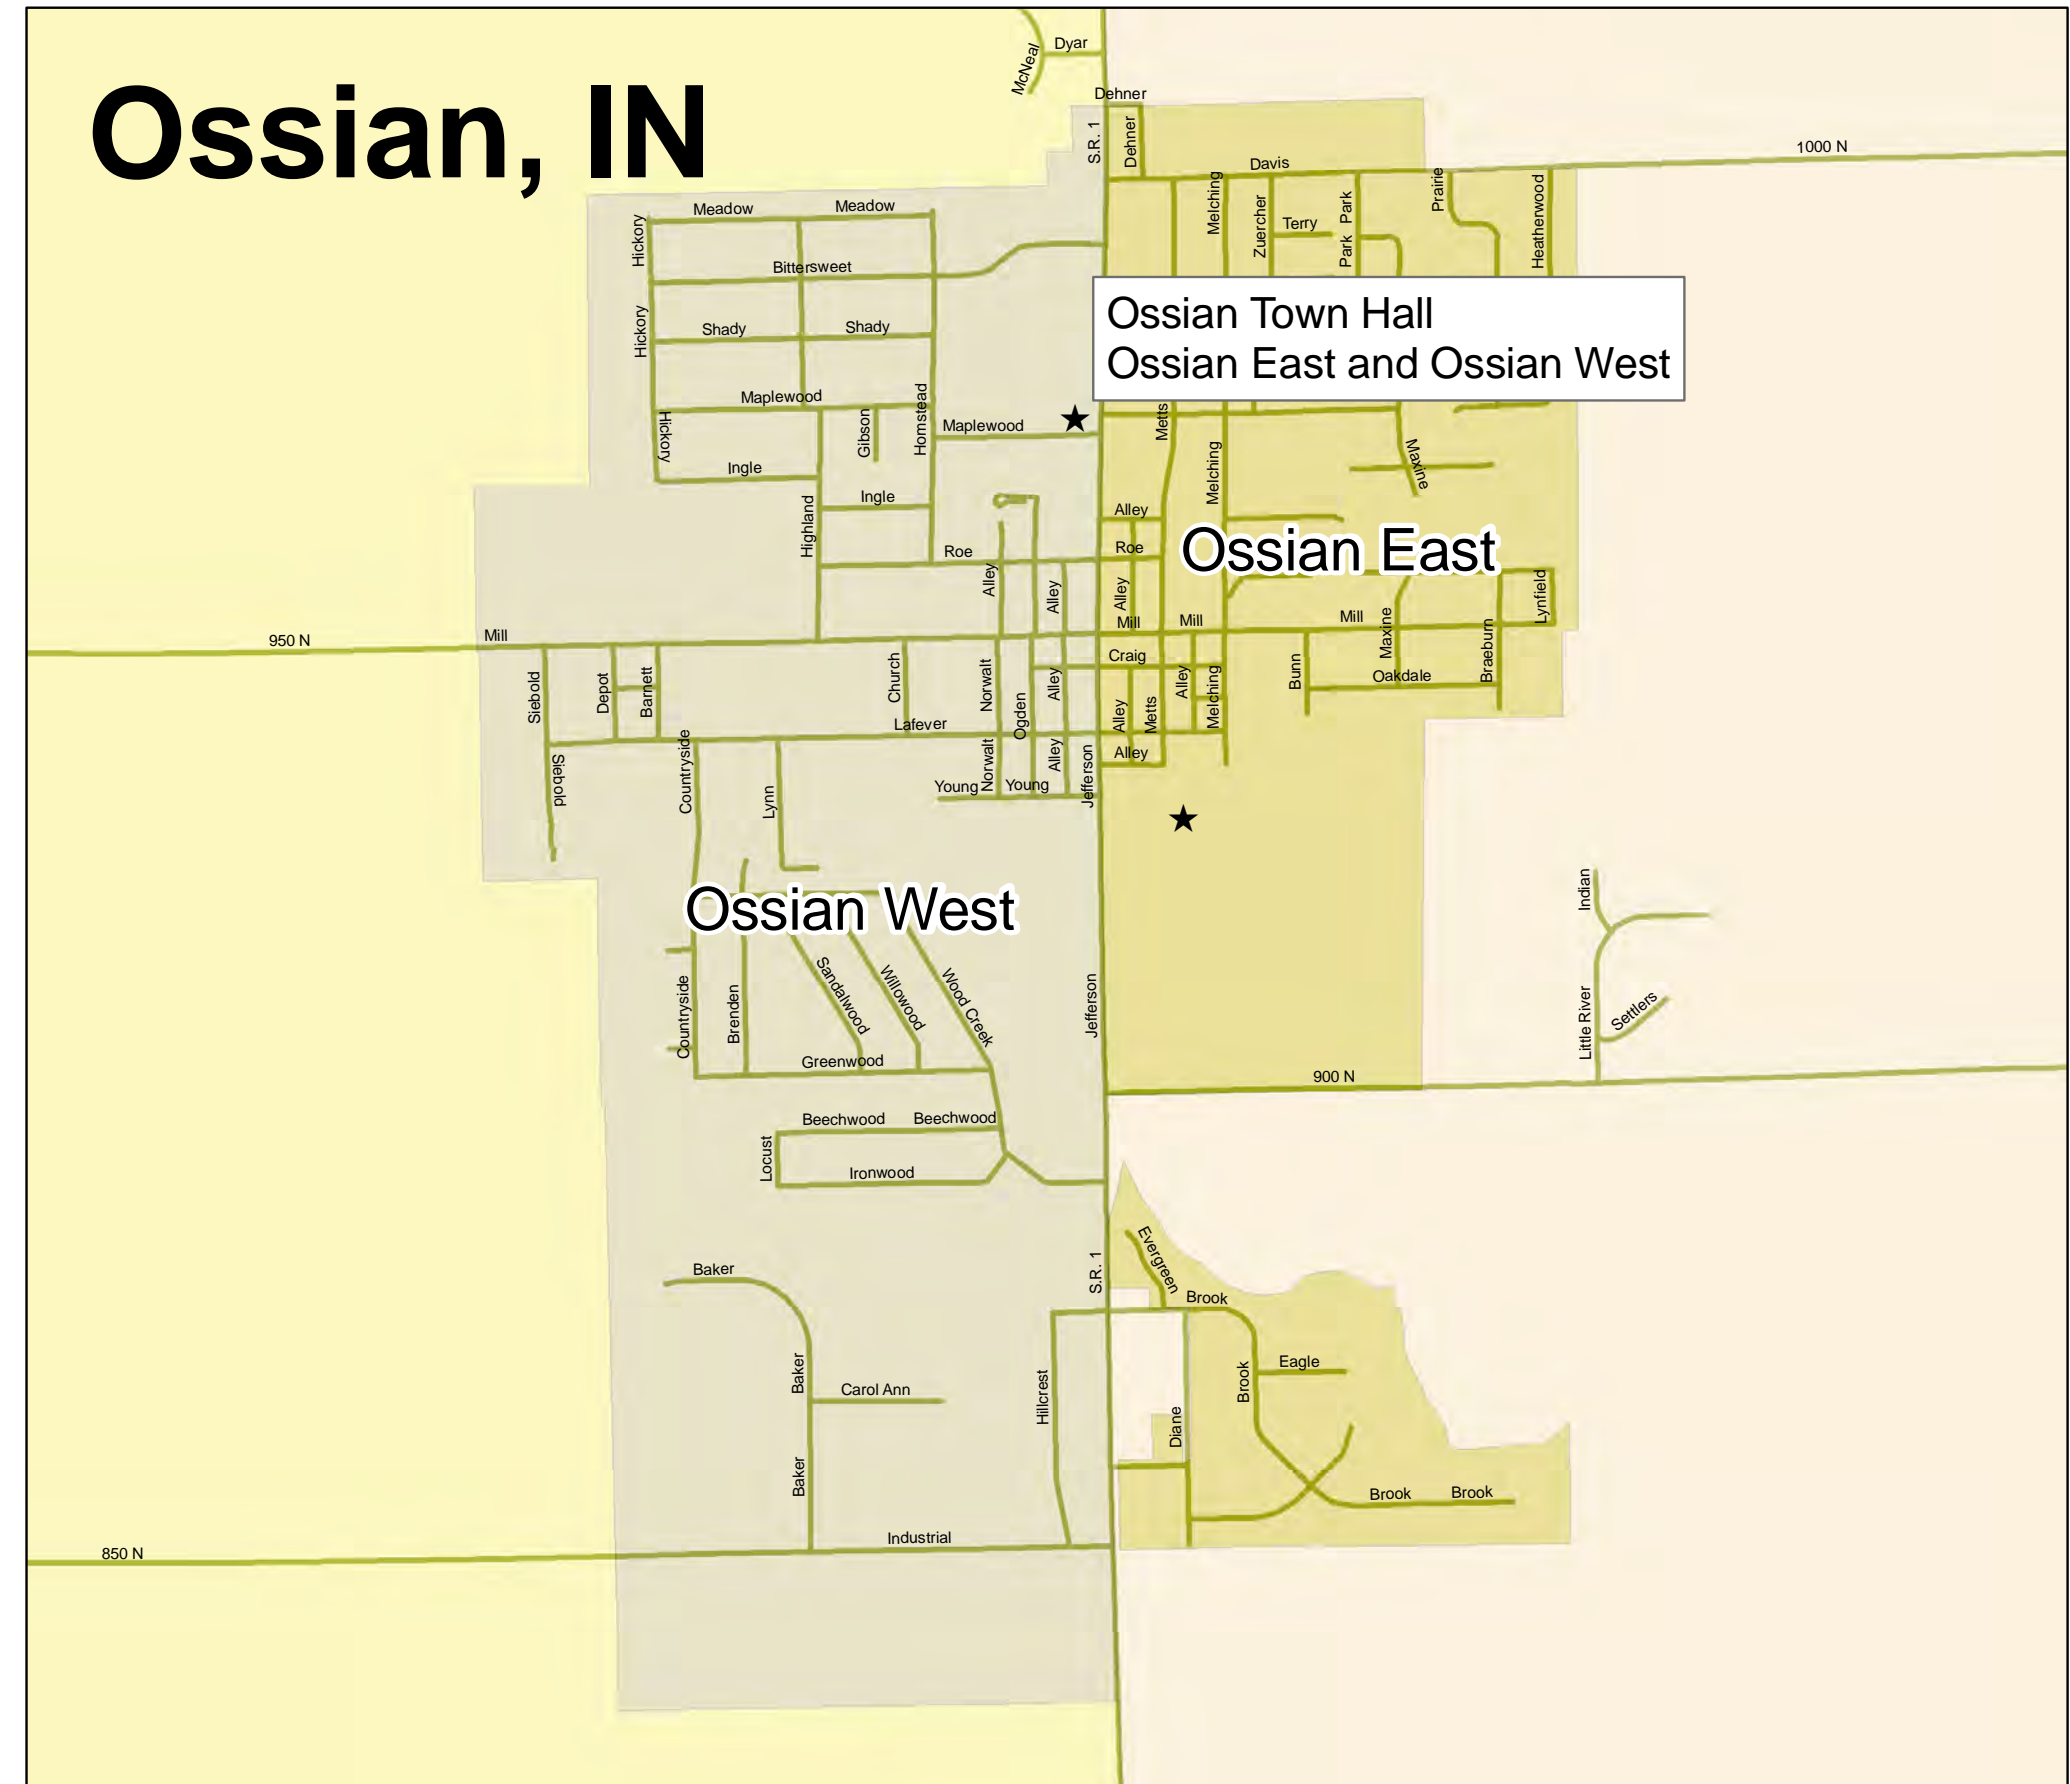 Ossian, IN
McNeal
Dyar
Dehner
S.R. 1
Dehner
Davis
1000 N
Meadow
Meadow
Hickory
Melching
Zuercher
Terry
Park
Park
Prairie
Heatherwood
Bittersweet
Ossian Town Hall
Ossian East and Ossian West
Hickory
Shady
Shady
Maplewood
Hickory
Gibson
Homstead
Maplewood
Metts
Melching
Maxine
Ingle
Ingle
Highland
Alley
Roe
Roe
Ossian East
Alley
Alley
Alley
Lynfield
950 N
Mill
Mill
Mill
Mill
Maxine
Braeburn
Craig
Bunn
Oakdale
Siebold
Depot
Barnett
Church
Norwalt
Ogden
Alley
Alley
Metts
Alley
Melching
Lafever
Siebold
Countryside
Lynn
Young
Norwalt
Young
Alley
Jefferson
Alley
Ossian West
Indian
Countryside
Brenden
Sandalwood
Willowood
Wood Creek
Jefferson
Little River
Settlers
Greenwood
900 N
Beechwood
Beechwood
Locust
Ironwood
Evergreen
S.R. 1
Baker
Brook
Baker
Carol Ann
Hillcrest
Diane
Brook
Eagle
Baker
Brook
Brook
Industrial
850 N